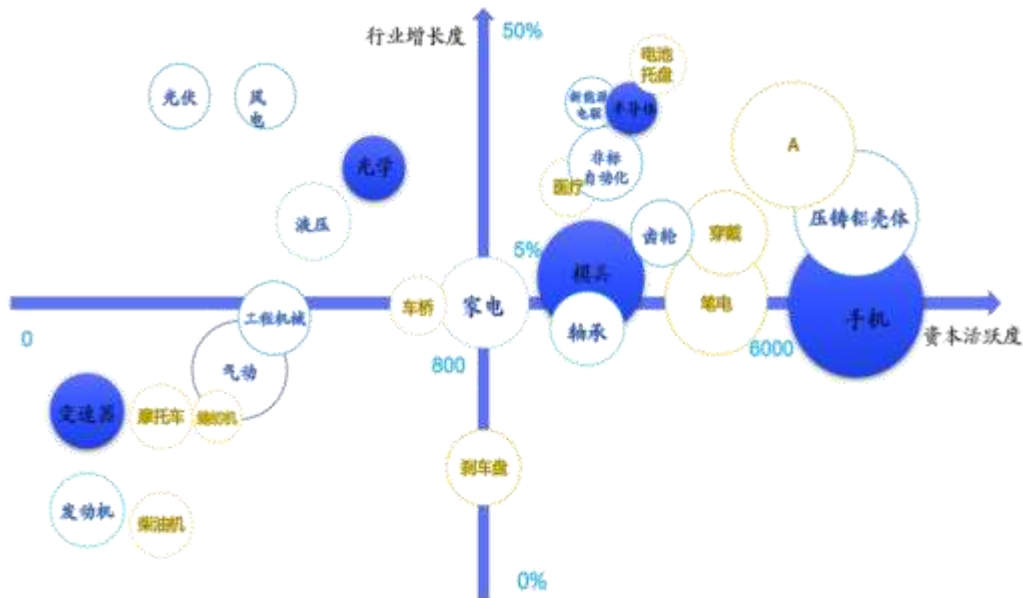 行业增长度
50%
电池
托盘
光伏
风
电
新能源
电驱
半导体
A
光学
非标
自动化
医疗
液压
压铸铝壳体
齿轮
穿戴
5%
模具
车桥
家电
笔电
手机
工程机械
轴承
资本活跃度
0
800
6000
气动
变速器
摩托车
缝纫机
刹车盘
发动机
柴油机
0%